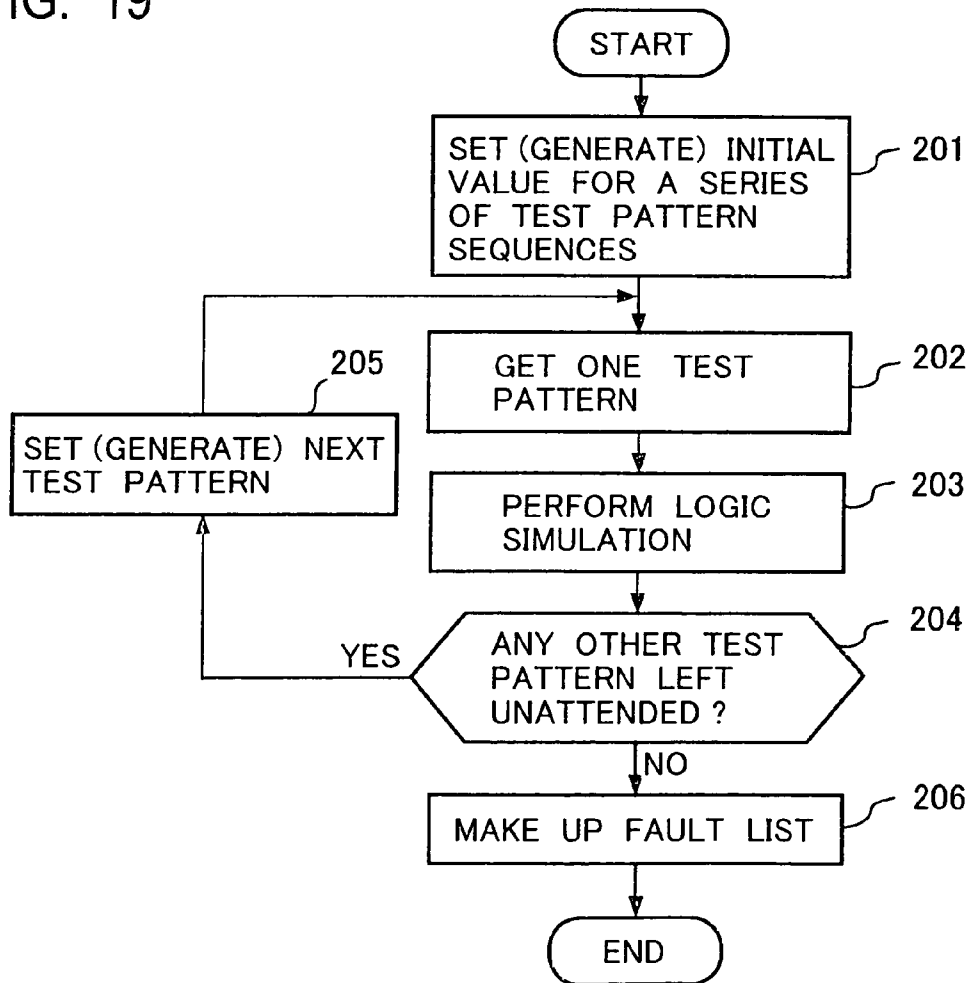 IG. 19
START
SET (GENERATE) INITIAL
VALUE FOR A SERIES
OF TEST PATTERN
SEQUENCES
201
GET ONE TEST
PATTERN
202
205
SET (GENERATE) NEXT
TEST PATTERN
PERFORM LOGIC
SIMULATION
203
ANY OTHER TEST
PATTERN LEFT
UNATTENDED ?
204
YES
NO
MAKE UP FAULT LIST
206
END